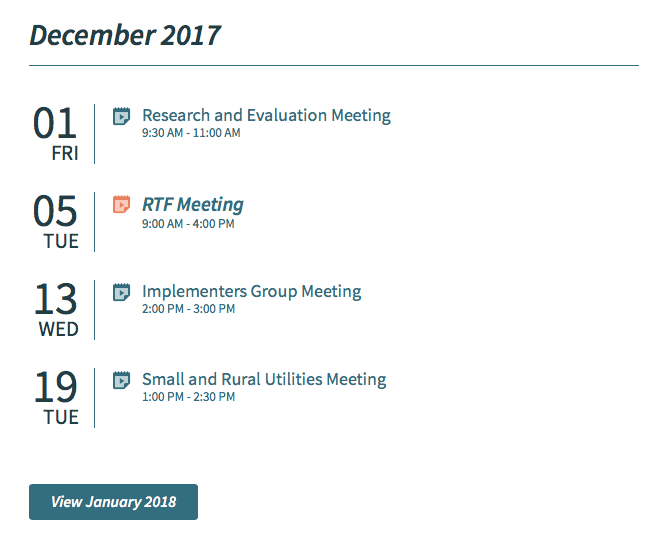 December 2017
01
FRI
Research and Evaluation Meeting
9:30 AM - 11:00 AM
05
TUE
RTF Meeting
9:00 AM - 4:00 PM
13
WED
Implementers Group Meeting
2:00 PM - 3:00 PM
19
TUE
Small and Rural Utilities Meeting
1:00 PM - 2:30 PM
View January 2018